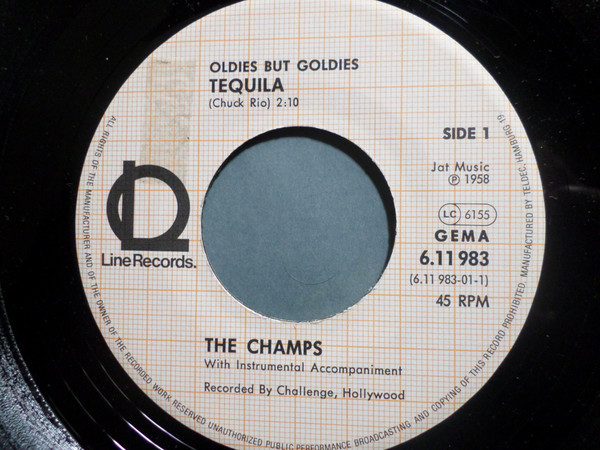 OLDIES BUT GOLDIES
TEQUILA
(Chuck Rio) 2:10
SIDE 1
Jat Music
Ⓟ 1958
LC 6155
GEMA
6.11 983
(6.11 983-01-1)
45 RPM
Line Records.
THE CHAMPS
With Instrumental Accompaniment
Recorded By Challenge, Hollywood
ALL RIGHTS OF THE MANUFACTURER AND OF THE OWNER OF THE RECORDED WORK RESERVED UNAUTHORIZED PUBLIC PERFORMANCE BROADCASTING AND COPYING OF THIS RECORD PROHIBITED. MANUFACTURED BY TELDEC, HAMBURG 19